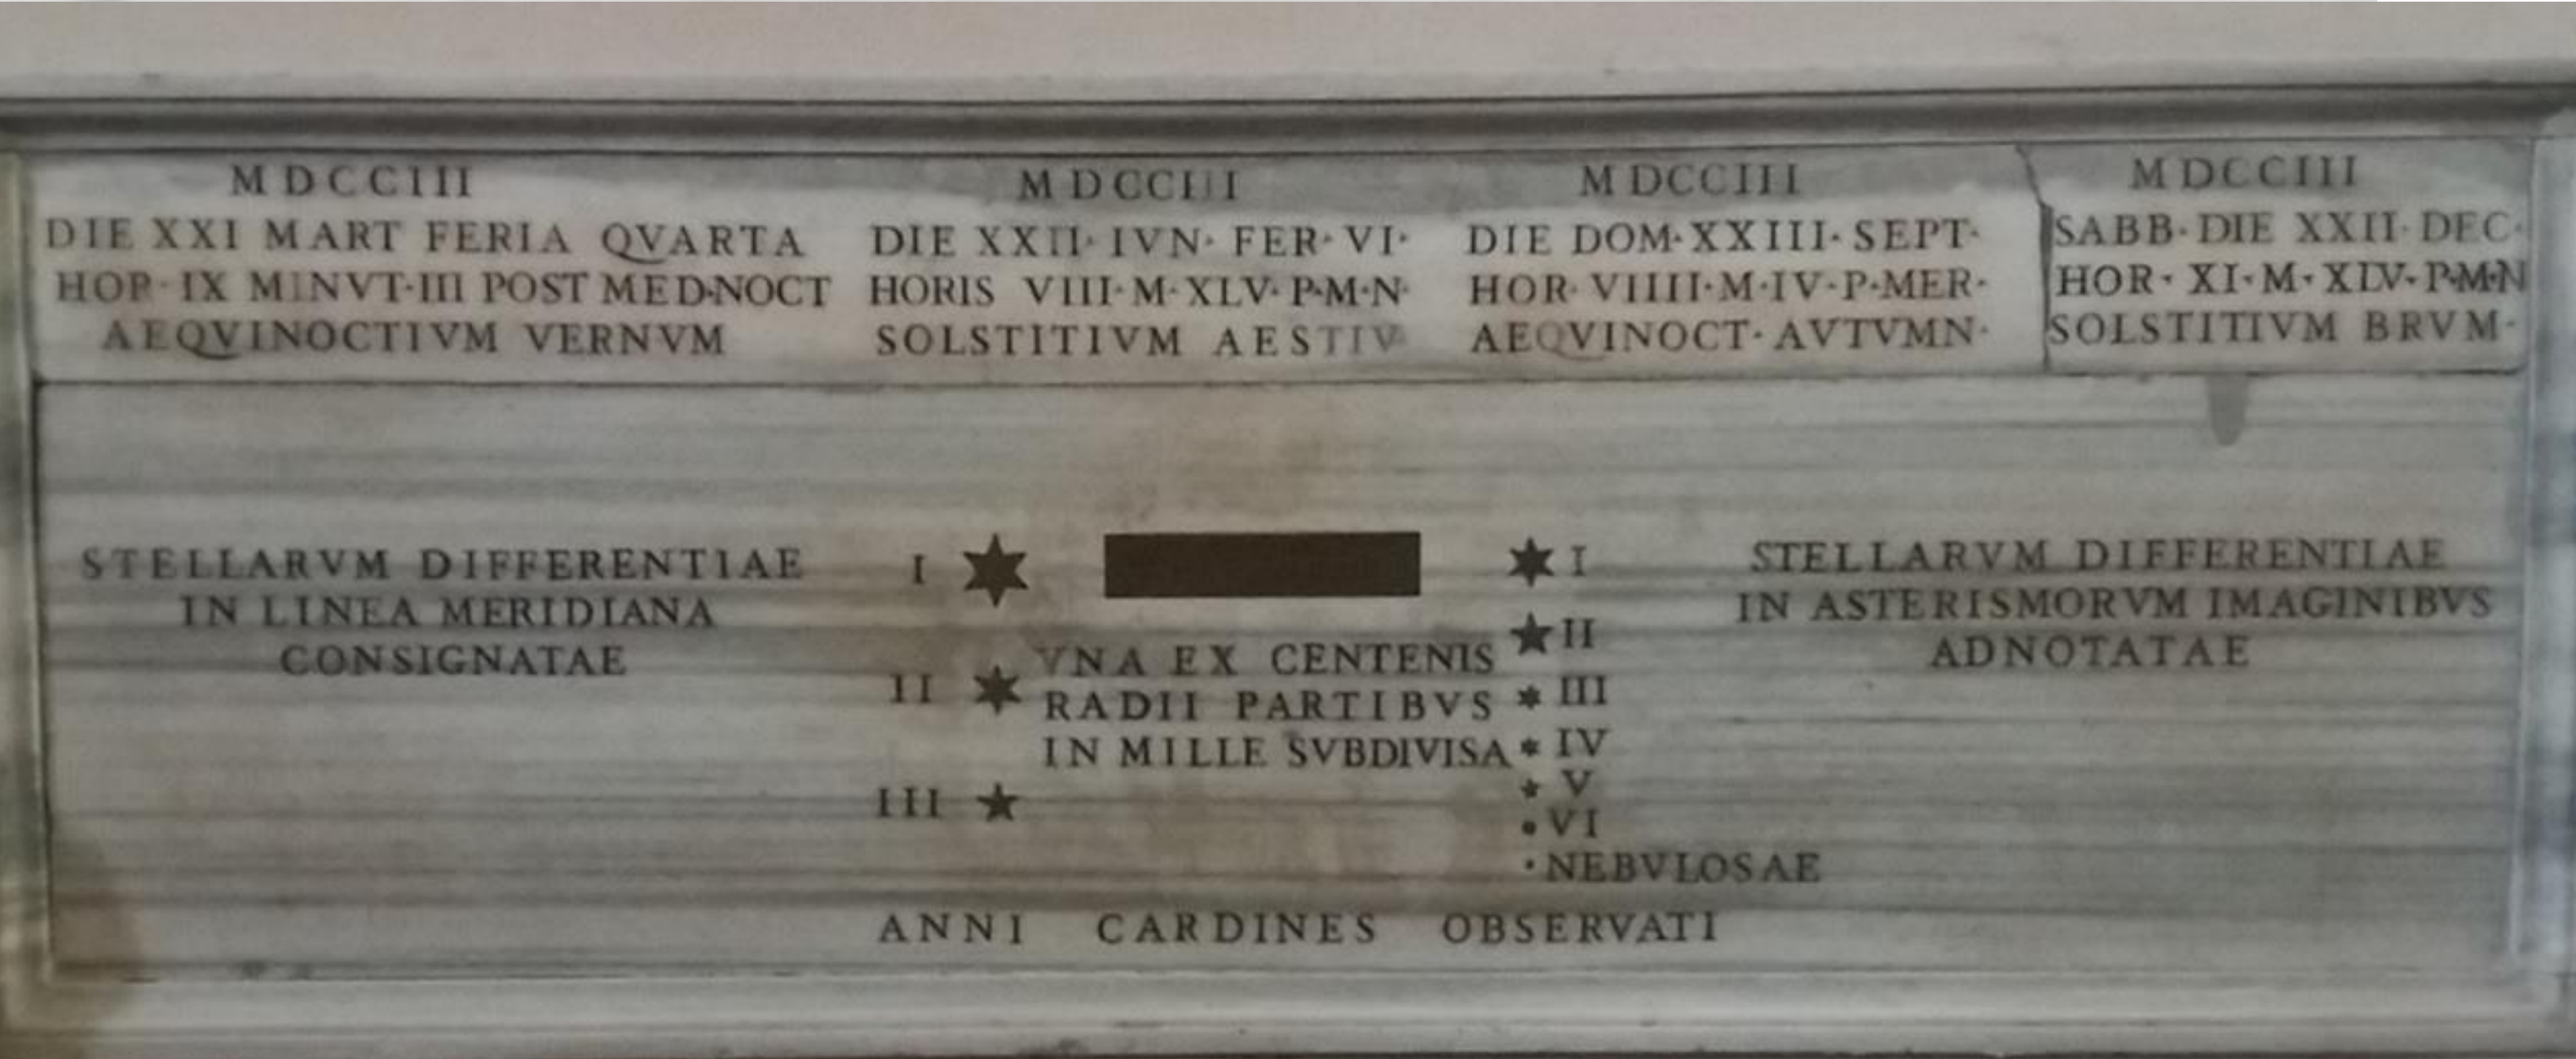 MDCCIII
DIE XXI MART FERIA QVARTA
HOR· IX MINVT·III POST MED·NOCT
AEQVINOCTIVM VERNVM
MDCCIII
DIE XXII· IVN· FER· VI·
HORIS VIII·M·XLV·P·M·N·
SOLSTITIVM AESTIV
MDCCIII
DIE DOM·XXIII·SEPT·
HOR· VIIII·M·IV·P·MER·
AEQVINOCT· AVTVMN·
MDCCIII
SABB·DIE XXII·DEC·
HOR· XI·M·XLV·P·M·N
SOLSTITIVM BRVM·
STELLARVM DIFFERENTIAE
IN LINEA MERIDIANA
CONSIGNATAE
I
II
III
VNA EX CENTENIS
RADII PARTIBVS
IN MILLE SVBDIVISA
I
II
III
IV
V
VI
NEBVLOSAE
STELLARVM DIFFERENTIAE
IN ASTERISMORVM IMAGINIBVS
ADNOTATAE
ANNI CARDINES OBSERVATI